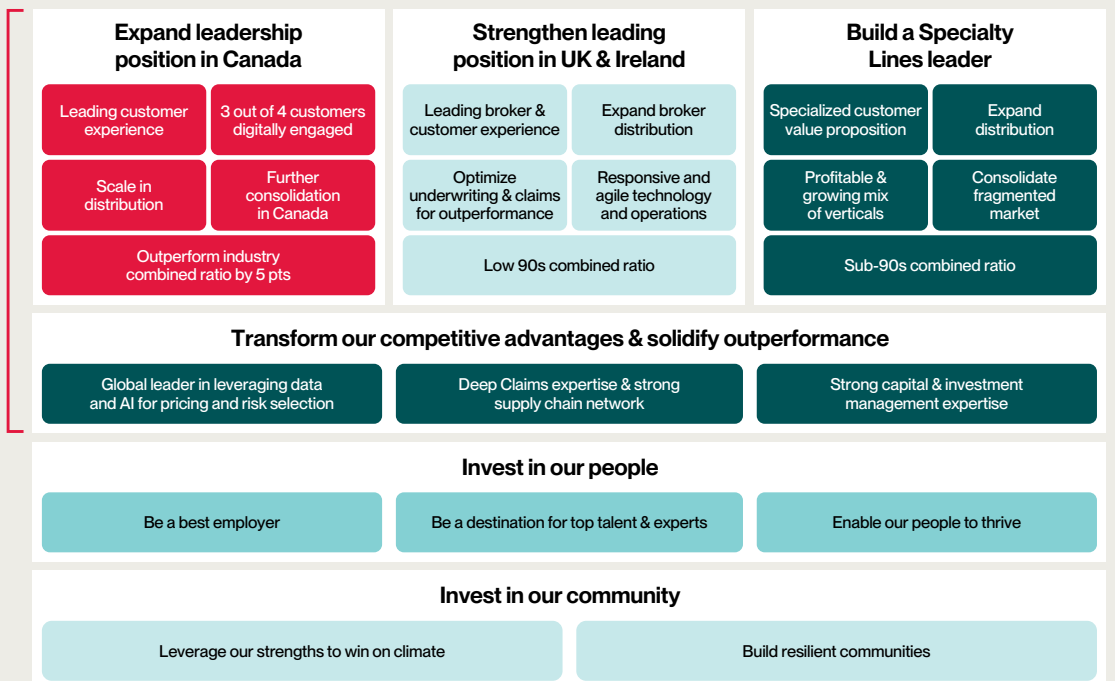 Expand leadership
position in Canada
Leading customer
experience
3 out of 4 customers
digitally engaged
Scale in
distribution
Further
consolidation
in Canada
Outperform industry
combined ratio by 5 pts
Strengthen leading
position in UK & Ireland
Leading broker &
customer experience
Expand broker
distribution
Optimize
underwriting & claims
for outperformance
Responsive and
agile technology
and operations
Low 90s combined ratio
Build a Specialty
Lines leader
Specialized customer
value proposition
Expand
distribution
Profitable &
growing mix
of verticals
Consolidate
fragmented
market
Sub-90s combined ratio
Transform our competitive advantages & solidify outperformance
Global leader in leveraging data
and AI for pricing and risk selection
Deep Claims expertise & strong
supply chain network
Strong capital & investment
management expertise
Invest in our people
Be a best employer
Be a destination for top talent & experts
Enable our people to thrive
Invest in our community
Leverage our strengths to win on climate
Build resilient communities